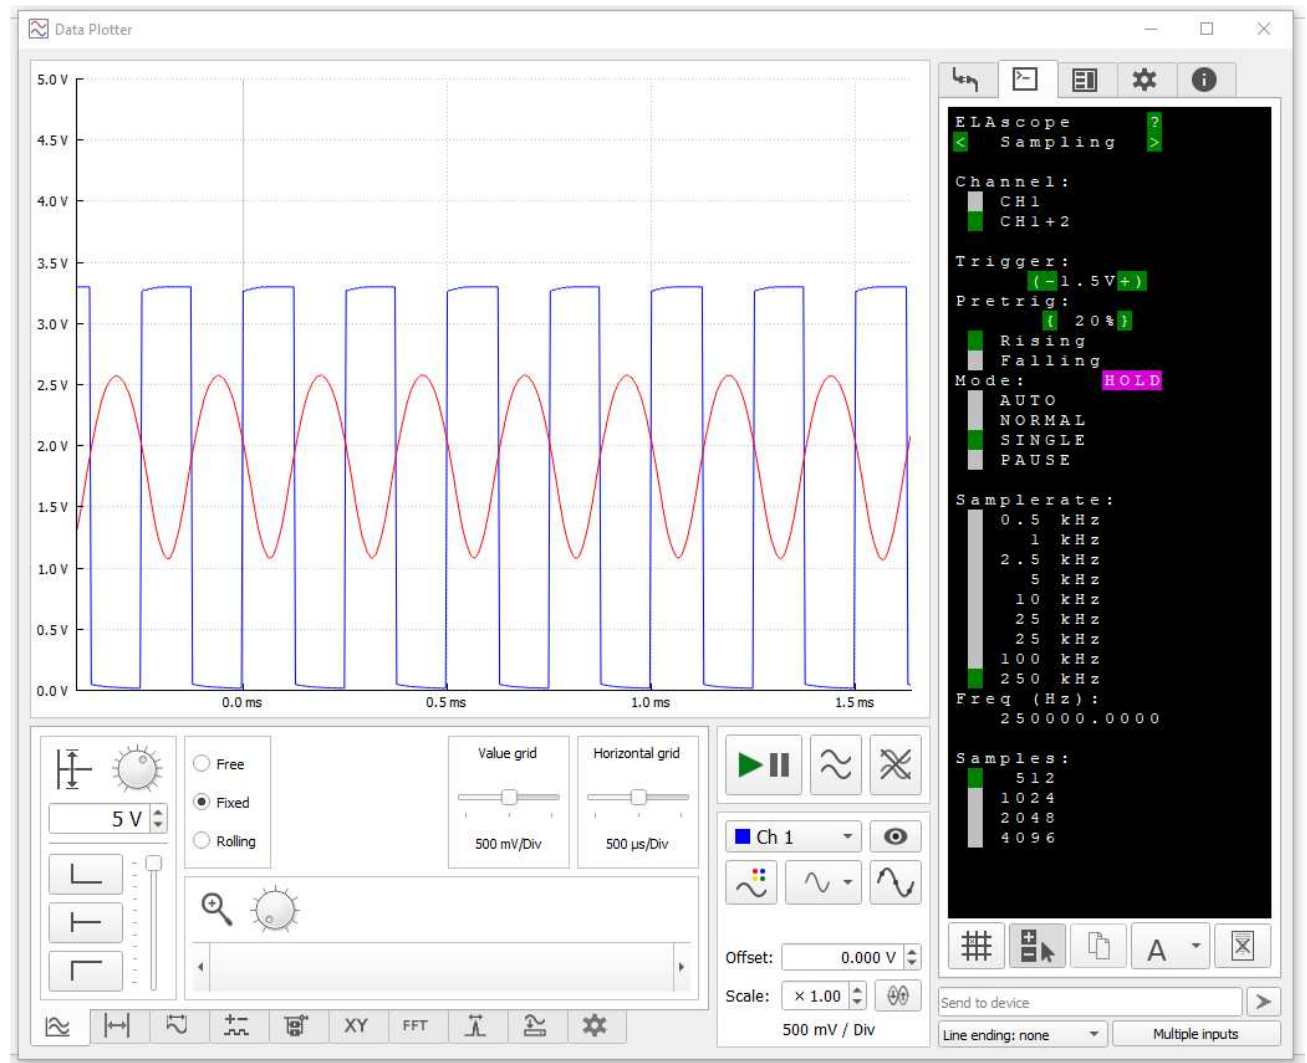 Data Plotter
5.0 V
4.5 V
4.0 V
3.5 V
3.0 V
2.5 V
2.0 V
1.5 V
1.0 V
0.5 V
0.0 V
0.0 ms
0.5 ms
1.0 ms
1.5 ms
ELAscope ?
< Sampling >
Channel:
CH1
CH1+2
Trigger:
(-1.5V+)
Pretrig:
{ 20%}
Rising
Falling
Mode: HOLD
AUTO
NORMAL
SINGLE
PAUSE
Samplerate:
0.5 kHz
1 kHz
2.5 kHz
5 kHz
10 kHz
25 kHz
25 kHz
100 kHz
250 kHz
Freq (Hz):
250000.0000
Samples:
512
1024
2048
4096
5 V
Free
Fixed
Rolling
Value grid
500 mV/Div
Horizontal grid
500 µs/Div
Ch 1
Offset: 0.000 V
Scale: × 1.00
500 mV / Div
XY
FFT
A
Send to device
Line ending: none
Multiple inputs